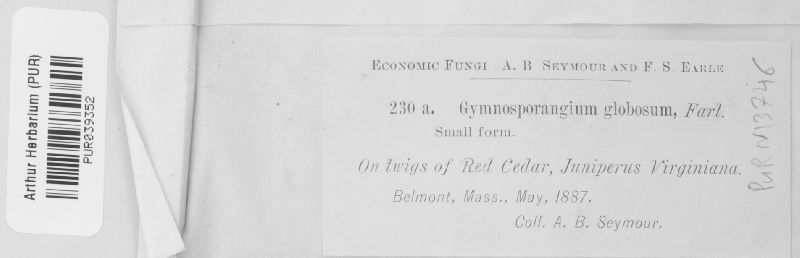 Arthur Herbarium (PUR)
PUR039352
ECONOMIC FUNGI A. B SEYMOUR AND F. S. EARLE
230 a. Gymnosporangium globosum, Farl.
Small form.
On twigs of Red Cedar, Juniperus Virginiana.
Belmont, Mass., May, 1887.
Coll. A. B. Seymour.
PUR N13746